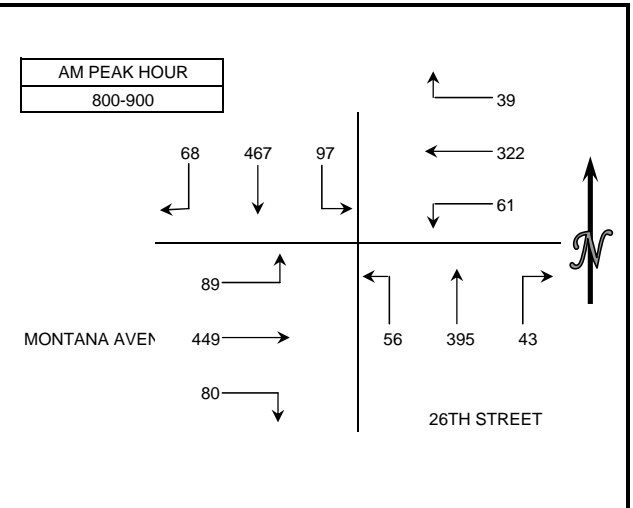 AM PEAK HOUR
800-900
39
68 467 97
322
61
N
89
MONTANA AVEN 449
56 395 43
80
26TH STREET